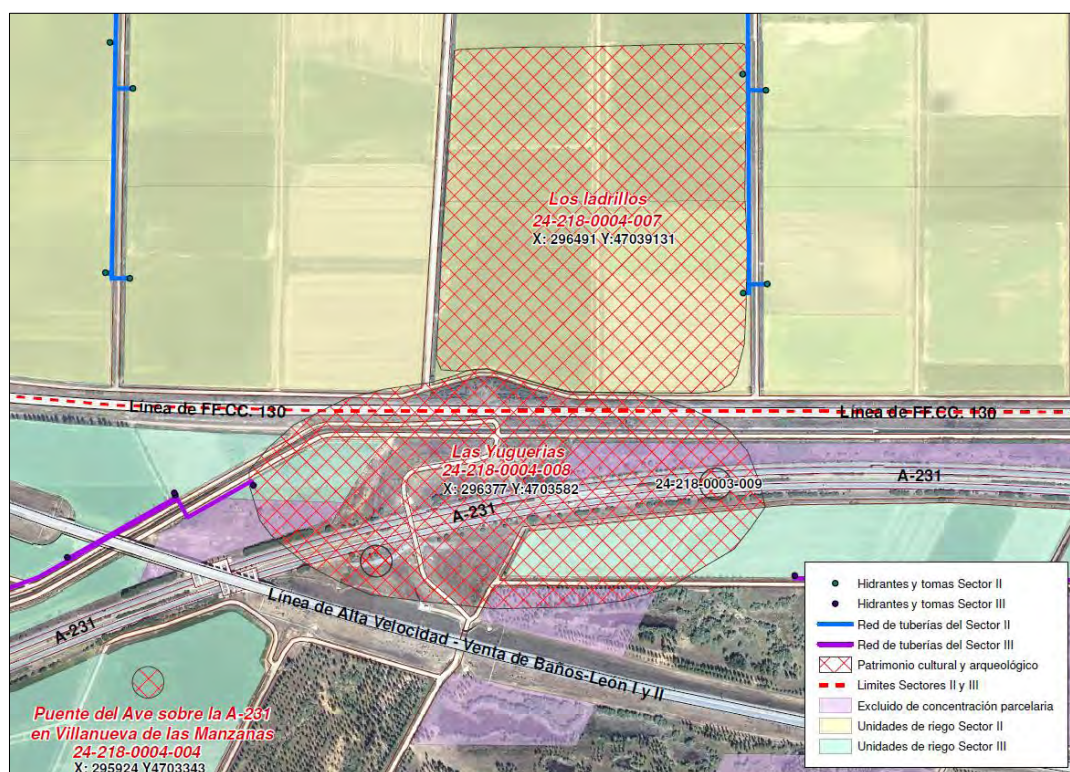 Los ladrillos
24-218-0004-007
X: 296491 Y:47039131
Línea de FF.CC. 130
Línea de FF.CC. 130
Las Yuguerías
24-218-0004-008
X: 296377 Y:4703582
24-218-0003-009
A-231
A-231
A-231
Línea de Alta Velocidad - Venta de Baños-León I y II
Puente del Ave sobre la A-231
en Villanueva de las Manzanas
24-218-0004-004
X: 295924 Y4703343
Hidrantes y tomas Sector II
Hidrantes y tomas Sector III
Red de tuberías del Sector II
Red de tuberías del Sector III
Patrimonio cultural y arqueológico
Limites Sectores II y III
Excluido de concentración parcelaria
Unidades de riego Sector II
Unidades de riego Sector III